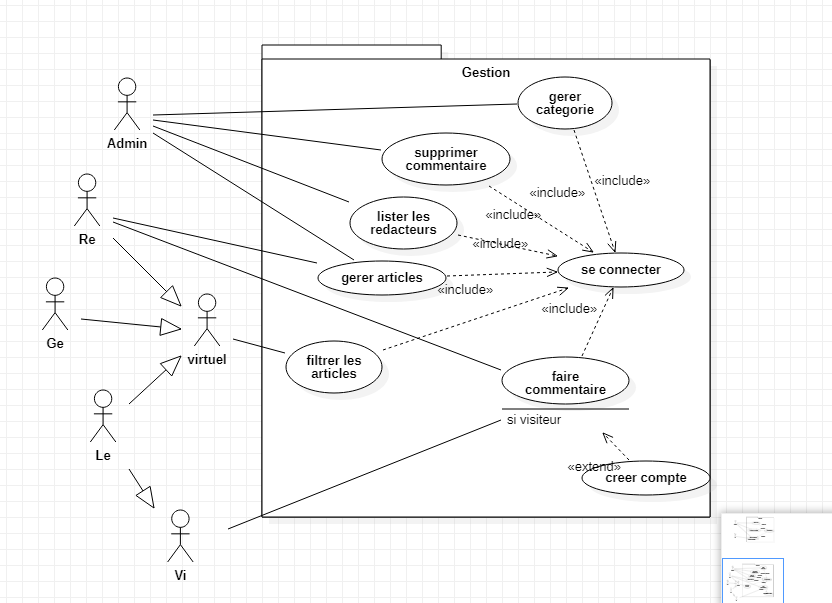 Gestion
gerer
categorie
Admin
supprimer
commentaire
«include»
«include»
lister les
redacteurs
«include»
Re
«include»
se connecter
gerer articles
«include»
«include»
Ge
virtuel
filtrer les
articles
faire
commentaire
si visiteur
Le
«extend»
creer compte
Vi